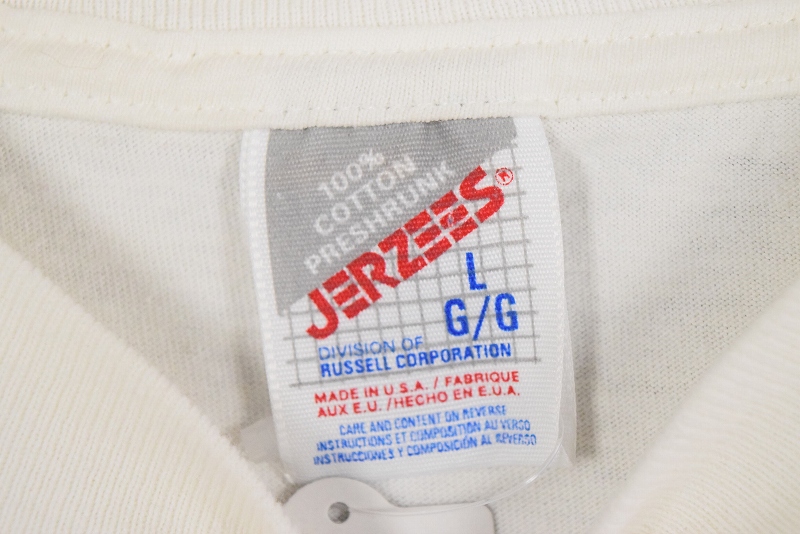 100%
COTTON
PRESHRUNK
JERZEES®
L
G/G
DIVISION OF
RUSSELL CORPORATION
MADE IN U.S.A. / FABRIQUE
AUX E.U. /HECHO EN E.U.A.
CARE AND CONTENT ON REVERSE
INSTRUCTIONS ET COMPOSITION AU VERSO
INSTRUCCIONES Y COMPOSICIÓN AL REVERSO